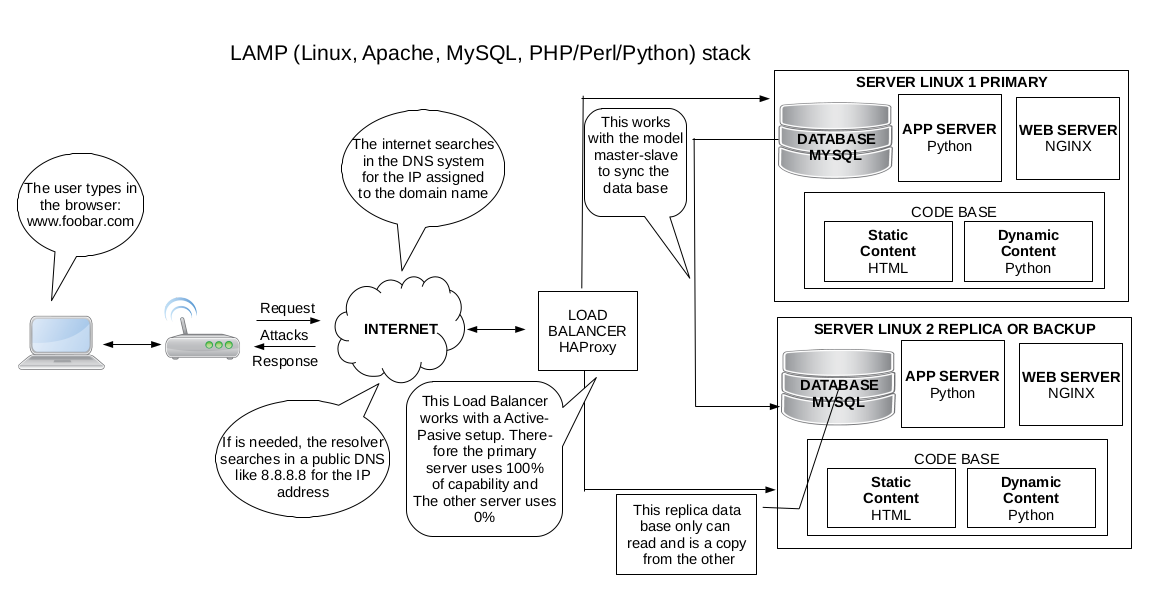 LAMP (Linux, Apache, MySQL, PHP/Perl/Python) stack
The user types in
the browser:
www.foobar.com
The internet searches
in the DNS system
for the IP assigned
to the domain name
Request
Attacks
Response
INTERNET
If is needed, the resolver
searches in a public DNS
like 8.8.8.8 for the IP
address
LOAD
BALANCER
HAProxy
This Load Balancer
works with a Active-
Pasive setup. There-
fore the primary
server uses 100%
of capability and
The other server uses
0%
This works
with the model
master-slave
to sync the
data base
SERVER LINUX 1 PRIMARY
DATABASE
MYSQL
APP SERVER
Python
WEB SERVER
NGINX
CODE BASE
Static
Content
HTML
Dynamic
Content
Python
SERVER LINUX 2 REPLICA OR BACKUP
DATABASE
MYSQL
APP SERVER
Python
WEB SERVER
NGINX
CODE BASE
Static
Content
HTML
Dynamic
Content
Python
This replica data
base only can
read and is a copy
from the other